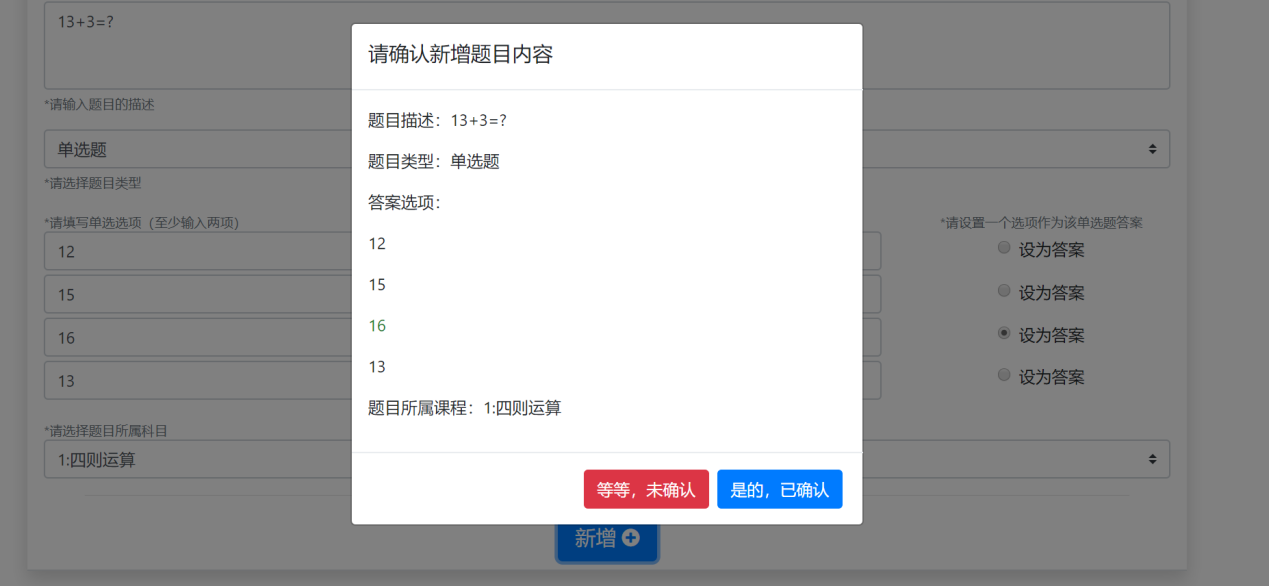 13+3=?
*请输入题目的描述
单选题
*请选择题目类型
*请填写单选选项（至少输入两项）
*请设置一个选项作为该单选题答案
12
设为答案
15
设为答案
16
设为答案
13
设为答案
*请选择题目所属科目
1:四则运算
新增
请确认新增题目内容
题目描述：13+3=?
题目类型：单选题
答案选项：
12
15
16
13
题目所属课程：1:四则运算
等等，未确认
是的，已确认